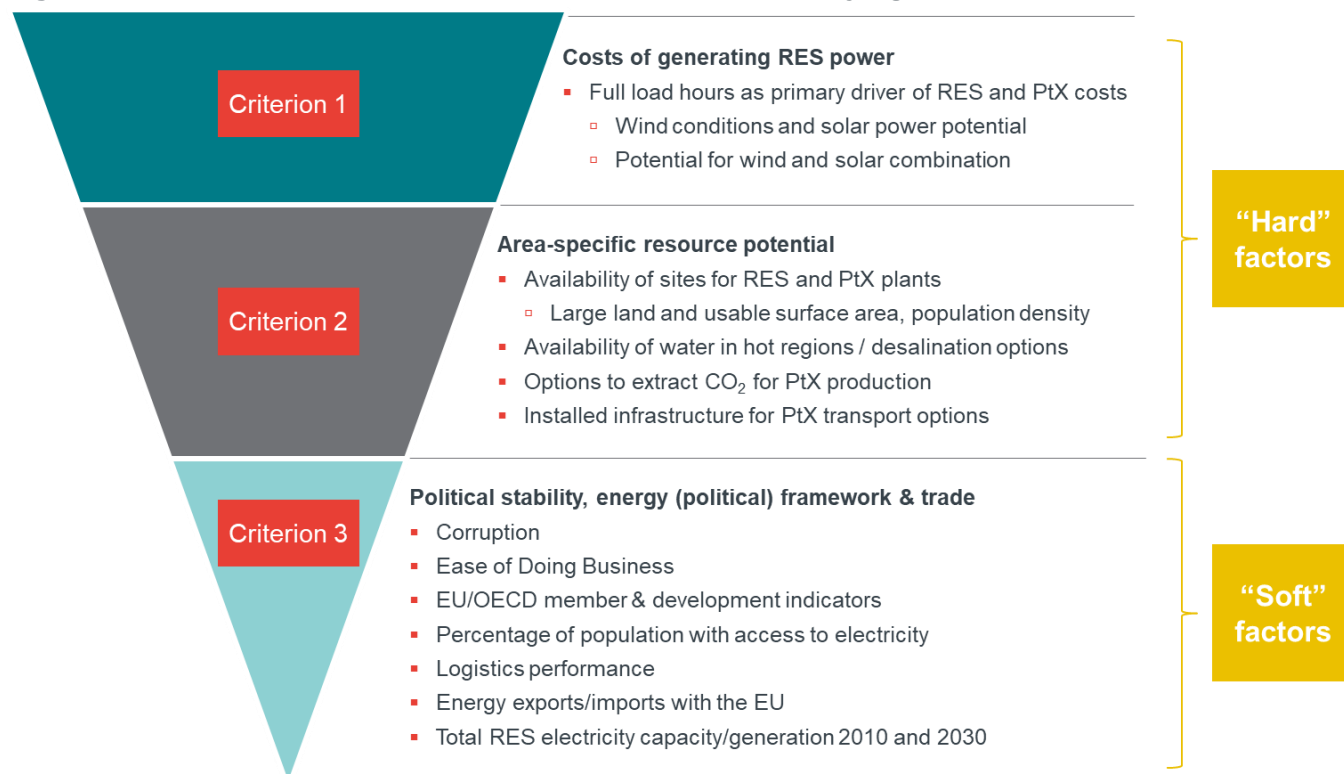 Criterion 1
Costs of generating RES power
Full load hours as primary driver of RES and PtX costs
Wind conditions and solar power potential
Potential for wind and solar combination
“Hard”
factors
Criterion 2
Area-specific resource potential
Availability of sites for RES and PtX plants
Large land and usable surface area, population density
Availability of water in hot regions / desalination options
Options to extract CO₂ for PtX production
Installed infrastructure for PtX transport options
Criterion 3
Political stability, energy (political) framework & trade
Corruption
Ease of Doing Business
EU/OECD member & development indicators
Percentage of population with access to electricity
Logistics performance
Energy exports/imports with the EU
Total RES electricity capacity/generation 2010 and 2030
“Soft”
factors